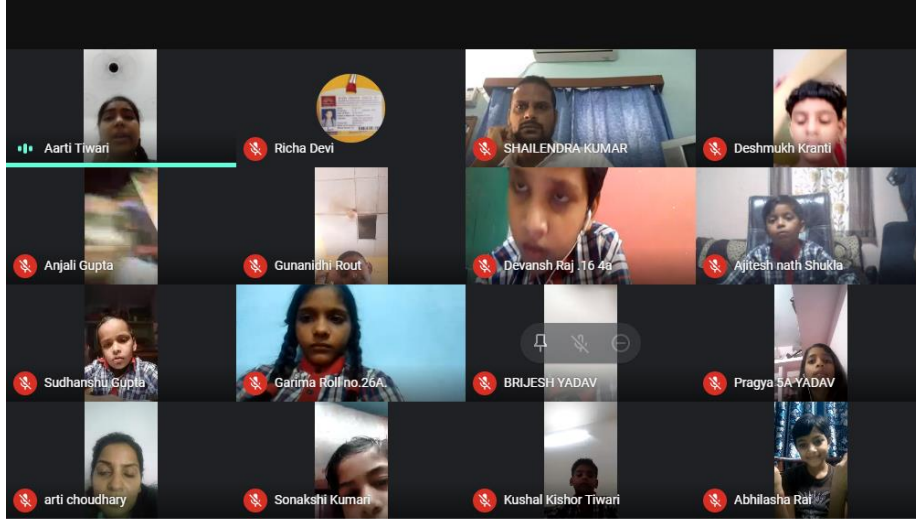 Aarti Tiwari
Richa Devi
SHAILENDRA KUMAR
Deshmukh Kranti
Anjali Gupta
Gunanidhi Rout
Devansh Raj .16 4a
Ajitesh nath Shukla
Sudhanshu Gupta
Garima Roll no.26A.
BRIJESH YADAV
Pragya 5A YADAV
arti choudhary
Sonakshi Kumari
Kushal Kishor Tiwari
Abhilasha Rai